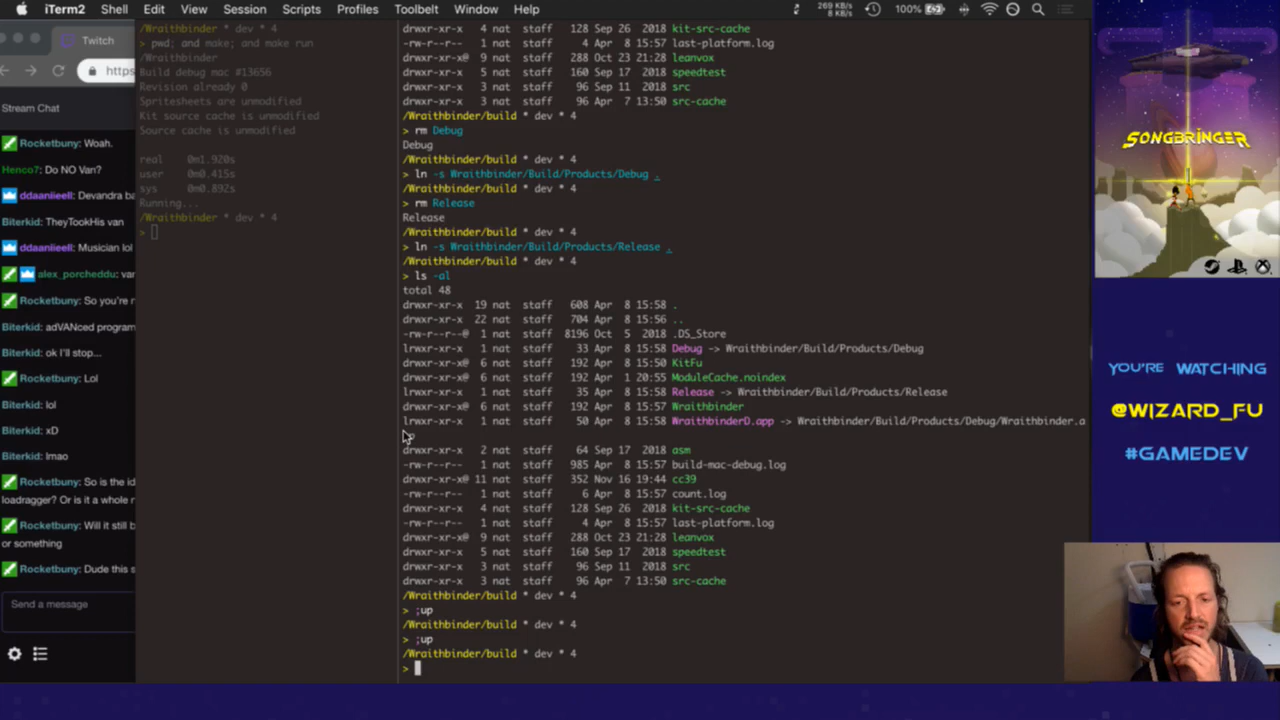 iTerm2 Shell Edit View Session Scripts Profiles Toolbelt Window Help
269 KB/s
8 KB/s
100%
Twitch
https
Stream Chat
Rocketbuny: Woah.
Henco7: Do NO Van?
ddaaniieell: Devandra ba
Biterkid: TheyTookHis van
ddaaniieell: Musician lol
alex_porcheddu: van
Rocketbuny: So you're n
Biterkid: adVANced program
Biterkid: ok I'll stop...
Rocketbuny: Lol
Biterkid: lol
Biterkid: xD
Biterkid: lmao
Rocketbuny: So is the id
loadragger? Or is it a whole r
Rocketbuny: Will it still b
or something
Rocketbuny: Dude this s
Send a message
/Wraithbinder * dev * 4
> pwd; and make; and make run
/Wraithbinder
Build debug mac #13656
Revision already 0
Spritesheets are unmodified
Kit source cache is unmodified
Source cache is unmodified
real 0m1.920s
user 0m0.415s
sys 0m0.892s
Running...
/Wraithbinder * dev * 4
>
drwxr-xr-x 4 nat staff 128 Sep 26 2018 kit-src-cache
-rw-r--r-- 1 nat staff 4 Apr 8 15:57 last-platform.log
drwxr-xr-x@ 9 nat staff 288 Oct 23 21:28 leanvox
drwxr-xr-x 5 nat staff 160 Sep 17 2018 speedtest
drwxr-xr-x 3 nat staff 96 Sep 11 2018 src
drwxr-xr-x 3 nat staff 96 Apr 7 13:50 src-cache
/Wraithbinder/build * dev * 4
> rm Debug
Debug
/Wraithbinder/build * dev * 4
> ln -s Wraithbinder/Build/Products/Debug .
/Wraithbinder/build * dev * 4
> rm Release
Release
/Wraithbinder/build * dev * 4
> ln -s Wraithbinder/Build/Products/Release .
/Wraithbinder/build * dev * 4
> ls -al
total 48
drwxr-xr-x 19 nat staff 608 Apr 8 15:58 .
drwxr-xr-x 22 nat staff 704 Apr 8 15:56 ..
-rw-r--r--@ 1 nat staff 8196 Oct 5 2018 .DS_Store
lrwxr-xr-x 1 nat staff 33 Apr 8 15:58 Debug -> Wraithbinder/Build/Products/Debug
drwxr-xr-x@ 6 nat staff 192 Apr 8 15:50 KitFu
drwxr-xr-x@ 6 nat staff 192 Apr 1 20:55 ModuleCache.noindex
lrwxr-xr-x 1 nat staff 35 Apr 8 15:58 Release -> Wraithbinder/Build/Products/Release
drwxr-xr-x@ 6 nat staff 192 Apr 8 15:57 Wraithbinder
lrwxr-xr-x 1 nat staff 50 Apr 8 15:58 WraithbinderD.app -> Wraithbinder/Build/Products/Debug/Wraithbinder.a
drwxr-xr-x 2 nat staff 64 Sep 17 2018 asm
-rw-r--r-- 1 nat staff 985 Apr 8 15:57 build-mac-debug.log
drwxr-xr-x@ 11 nat staff 352 Nov 16 19:44 cc39
-rw-r--r-- 1 nat staff 6 Apr 8 15:57 count.log
drwxr-xr-x 4 nat staff 128 Sep 26 2018 kit-src-cache
-rw-r--r-- 1 nat staff 4 Apr 8 15:57 last-platform.log
drwxr-xr-x@ 9 nat staff 288 Oct 23 21:28 leanvox
drwxr-xr-x 5 nat staff 160 Sep 17 2018 speedtest
drwxr-xr-x 3 nat staff 96 Sep 11 2018 src
drwxr-xr-x 3 nat staff 96 Apr 7 13:50 src-cache
/Wraithbinder/build * dev * 4
> ;up
/Wraithbinder/build * dev * 4
> ;up
/Wraithbinder/build * dev * 4
>
SONGBRINGER
YOU'RE WATCHING
@WIZARD_FU
#GAMEDEV